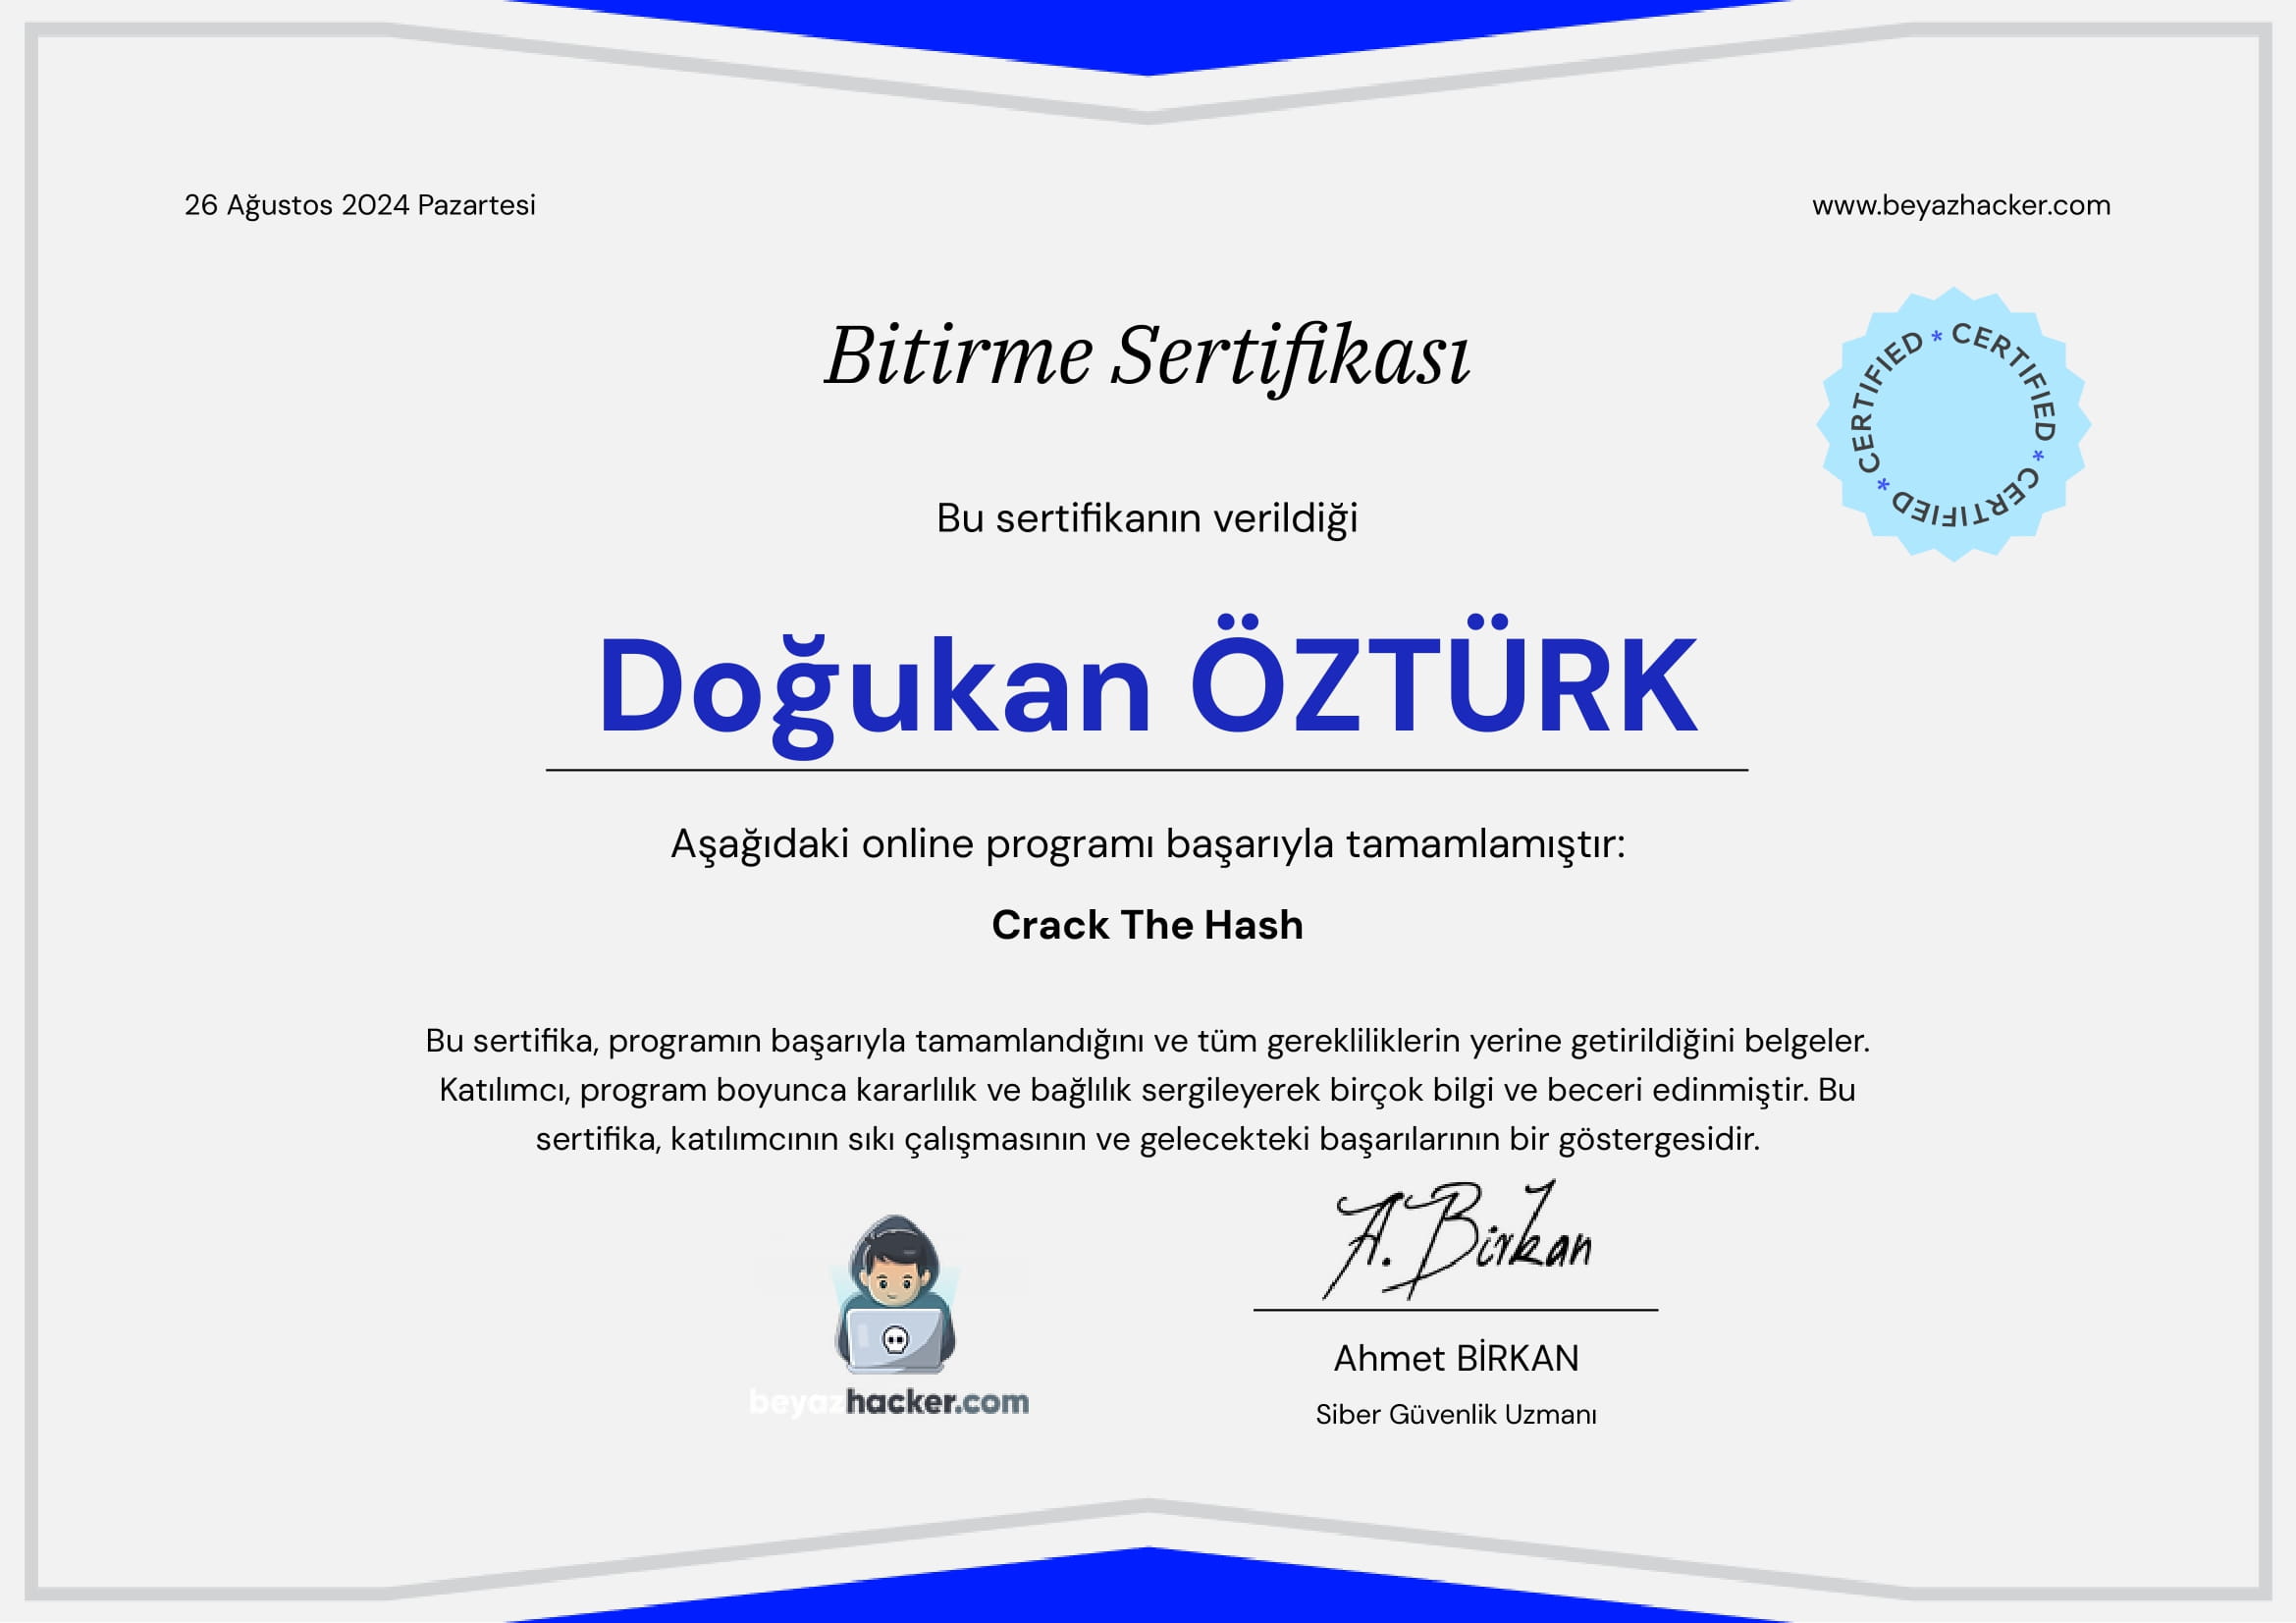 26 Ağustos 2024 Pazartesi
www.beyazhacker.com
Bitirme Sertifikası
CERTIFIED * CERTIFIED * CERTIFIED * CERTIFIED
Bu sertifikanın verildiği
Doğukan ÖZTÜRK
Aşağıdaki online programı başarıyla tamamlamıştır:
Crack The Hash
Bu sertifika, programın başarıyla tamamlandığını ve tüm gerekliliklerin yerine getirildiğini belgeler.
Katılımcı, program boyunca kararlılık ve bağlılık sergileyerek birçok bilgi ve beceri edinmiştir. Bu
sertifika, katılımcının sıkı çalışmasının ve gelecekteki başarılarının bir göstergesidir.
A. Birkan
beyazhacker.com
Ahmet BİRKAN
Siber Güvenlik Uzmanı